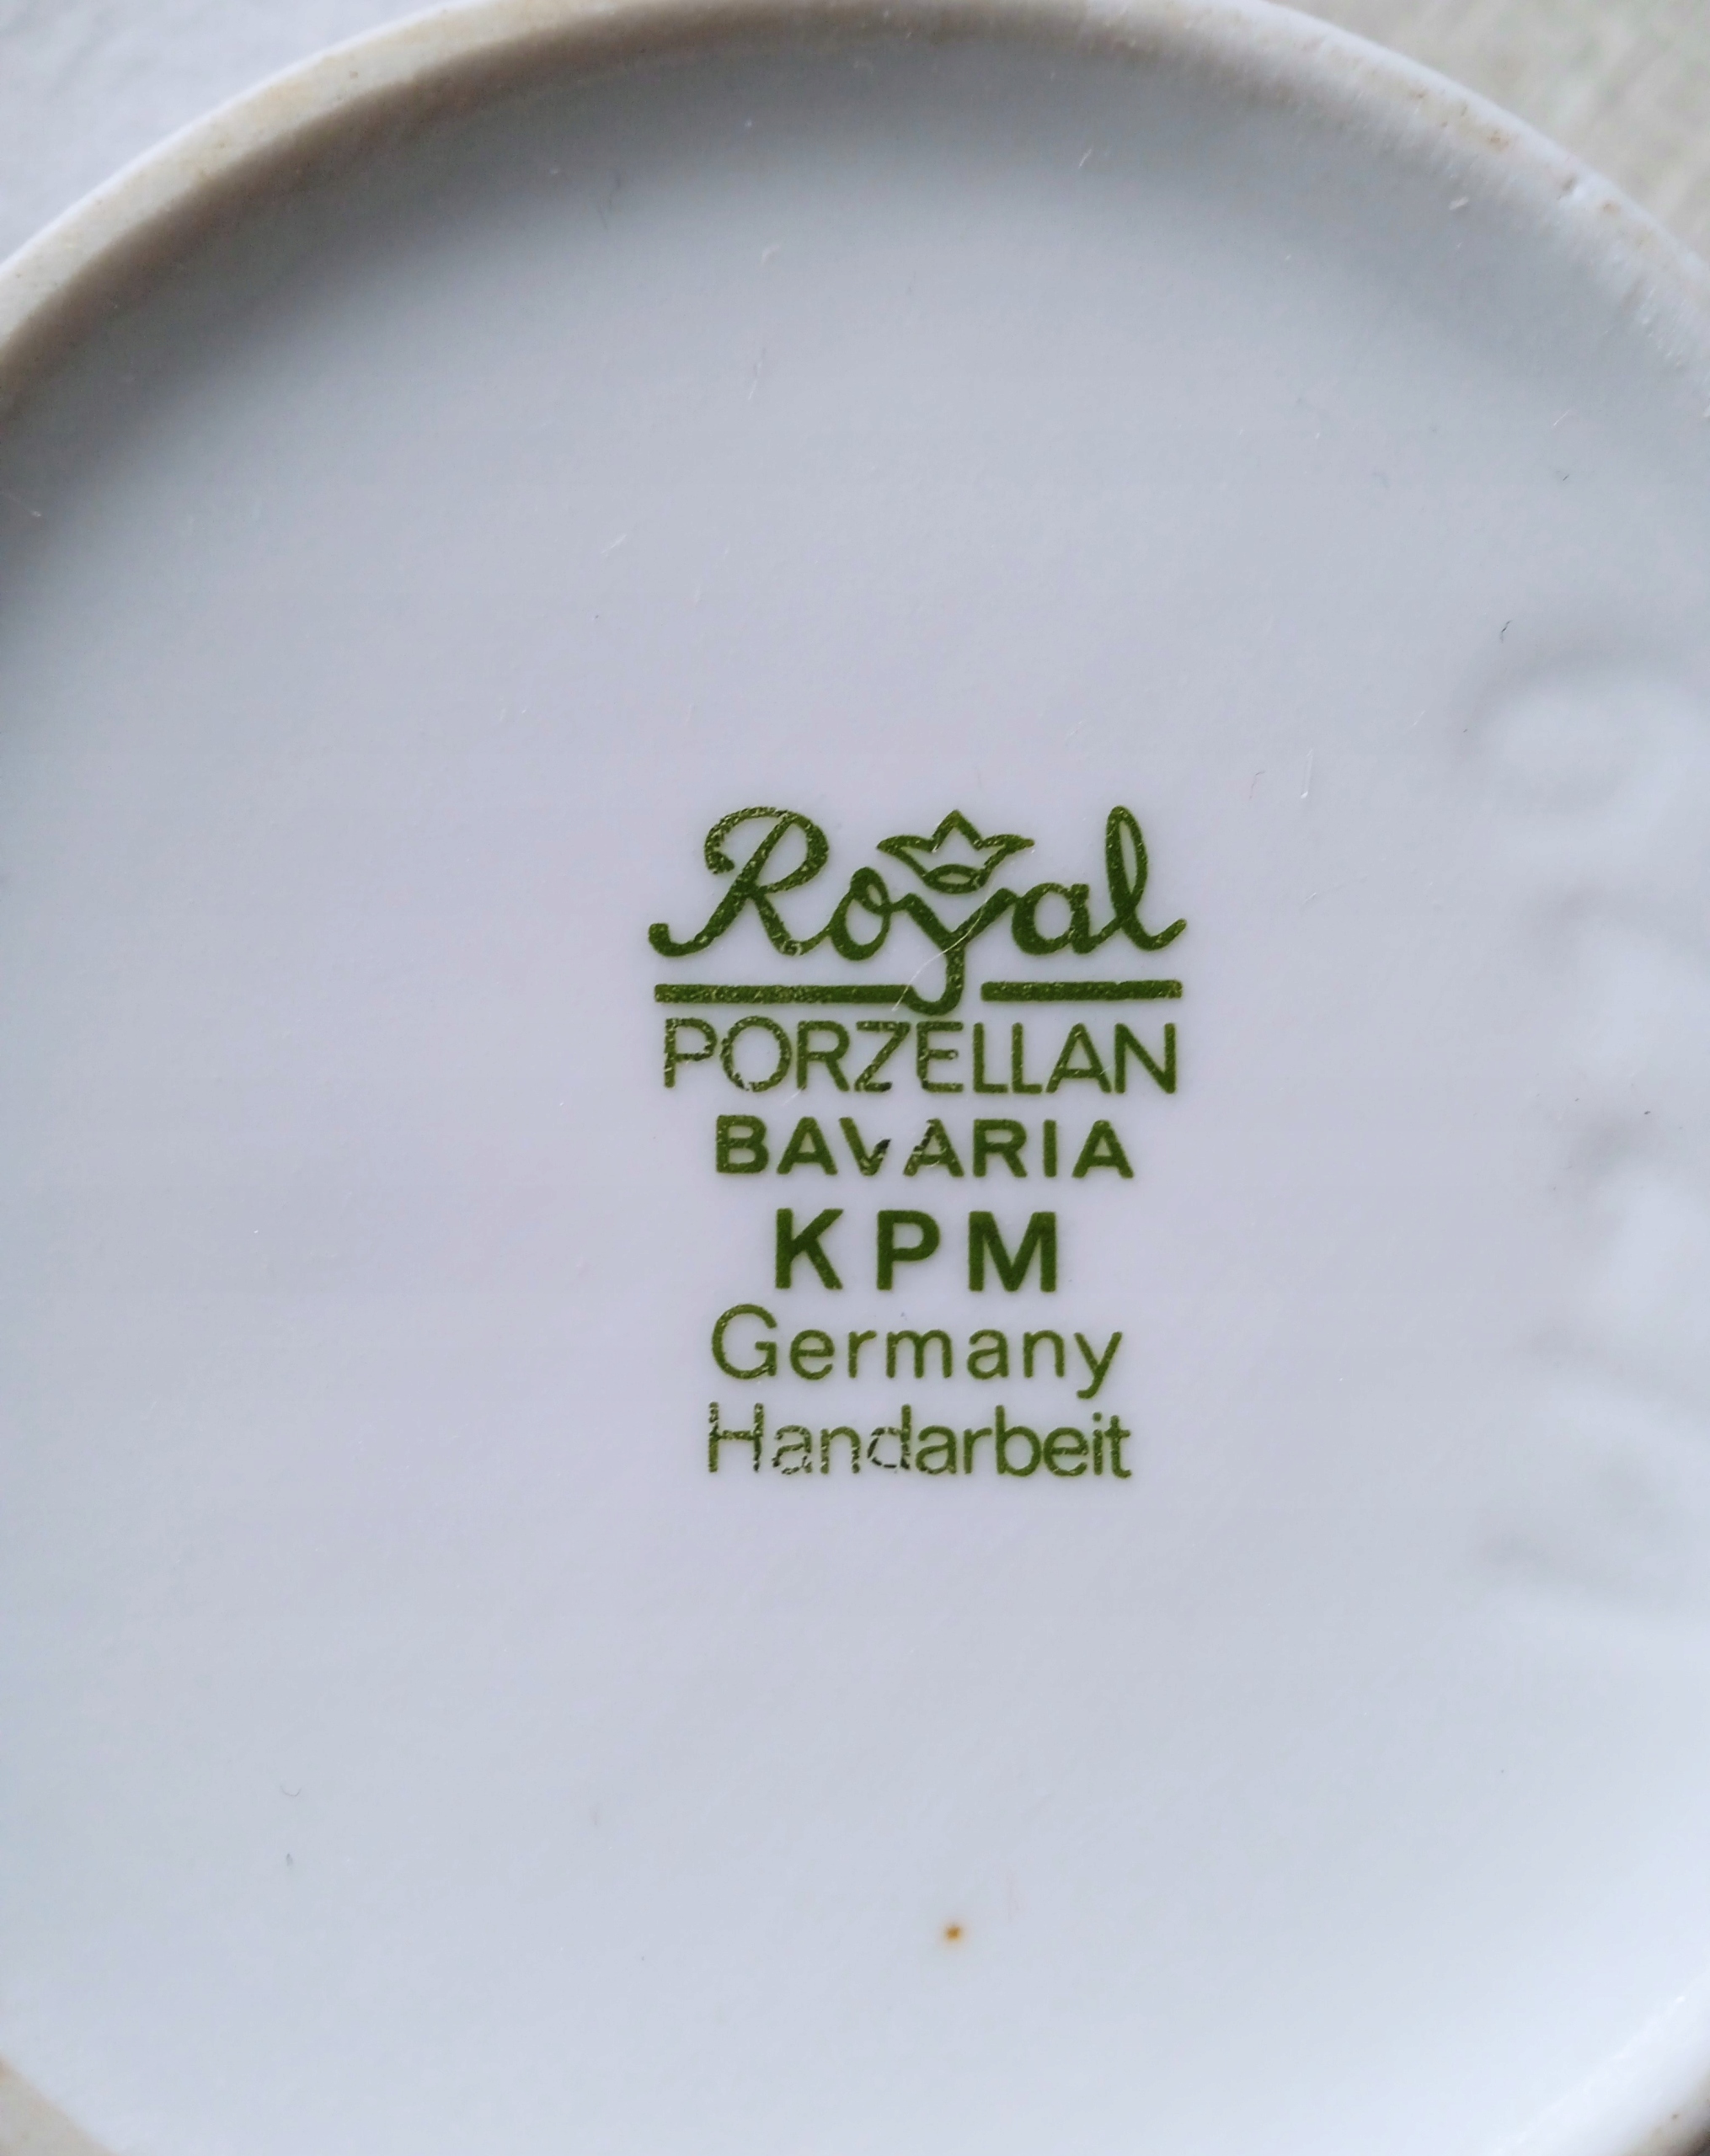 Royal
PORZELLAN
BAVARIA
KPM
Germany
Handarbeit